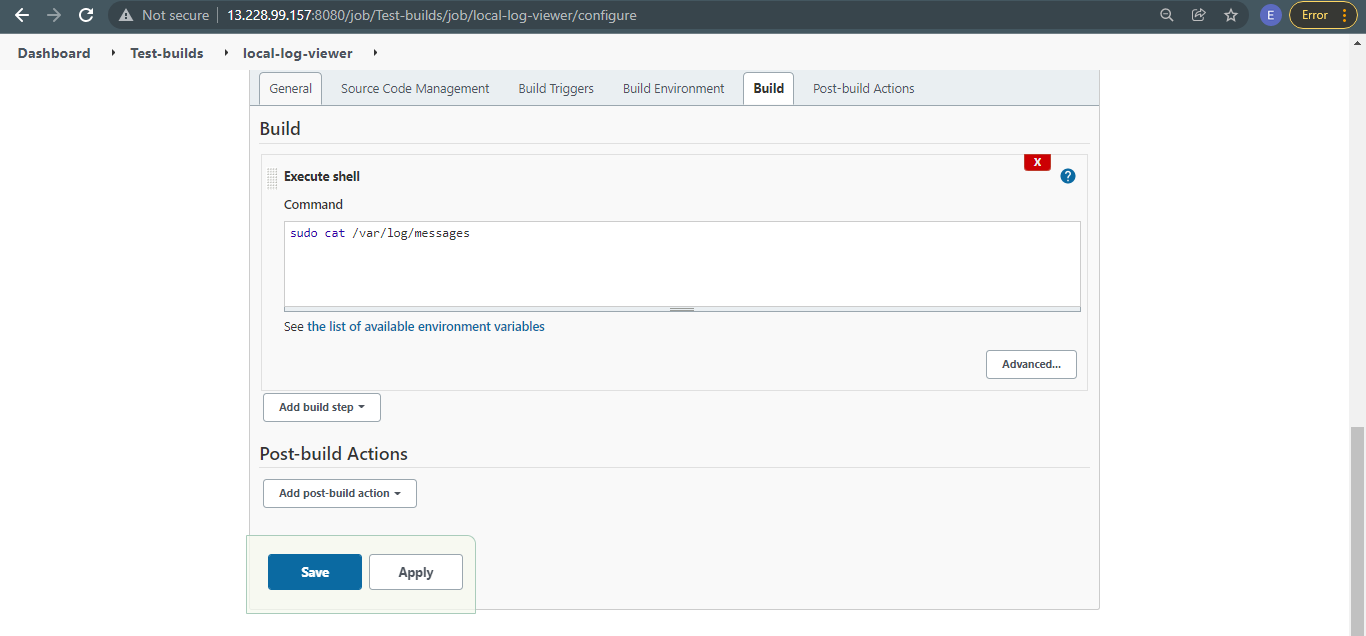 Not secure 13.228.99.157:8080/job/Test-builds/job/local-log-viewer/configure E Error
Dashboard Test-builds local-log-viewer
General Source Code Management Build Triggers Build Environment Build Post-build Actions
Build
X
Execute shell ?
Command
sudo cat /var/log/messages
See the list of available environment variables
Advanced...
Add build step
Post-build Actions
Add post-build action
Save Apply